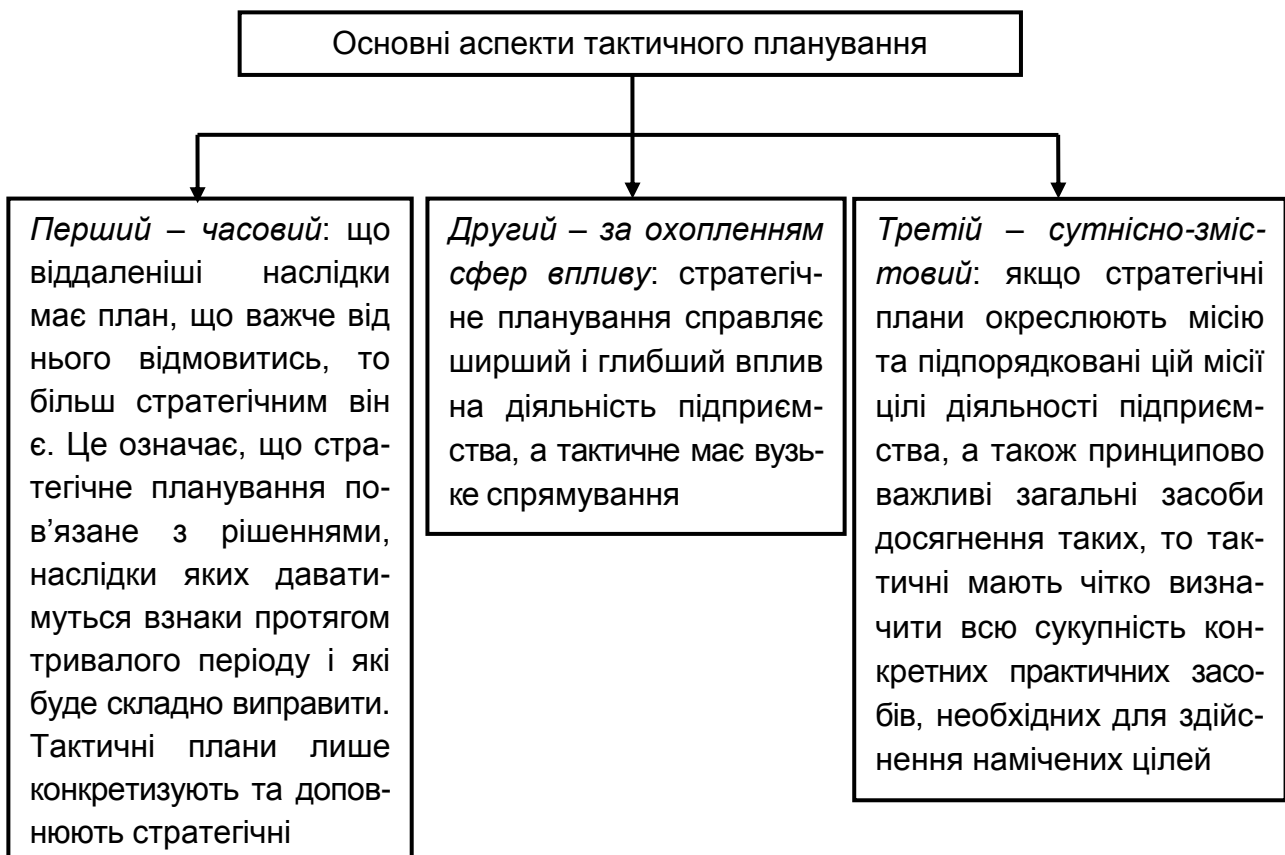 Основні аспекти тактичного планування
Перший – часовий: що
віддаленіші наслідки
має план, що важче від
нього відмовитись, то
більш стратегічним він
є. Це означає, що стра-
тегічне планування по-
в’язане з рішеннями,
наслідки яких давати-
муться взнаки протягом
тривалого періоду і які
буде складно виправити.
Тактичні плани лише
конкретизують та допов-
нюють стратегічні
Другий – за охопленням
сфер впливу: стратегіч-
не планування справляє
ширший і глибший вплив
на діяльність підприєм-
ства, а тактичне має вузь-
ке спрямування
Третій – сутнісно-зміс-
товий: якщо стратегічні
плани окреслюють місію
та підпорядковані цій місії
цілі діяльності підприєм-
ства, а також принципово
важливі загальні засоби
досягнення таких, то так-
тичні мають чітко визна-
чити всю сукупність кон-
кретних практичних засо-
бів, необхідних для здійс-
нення намічених цілей